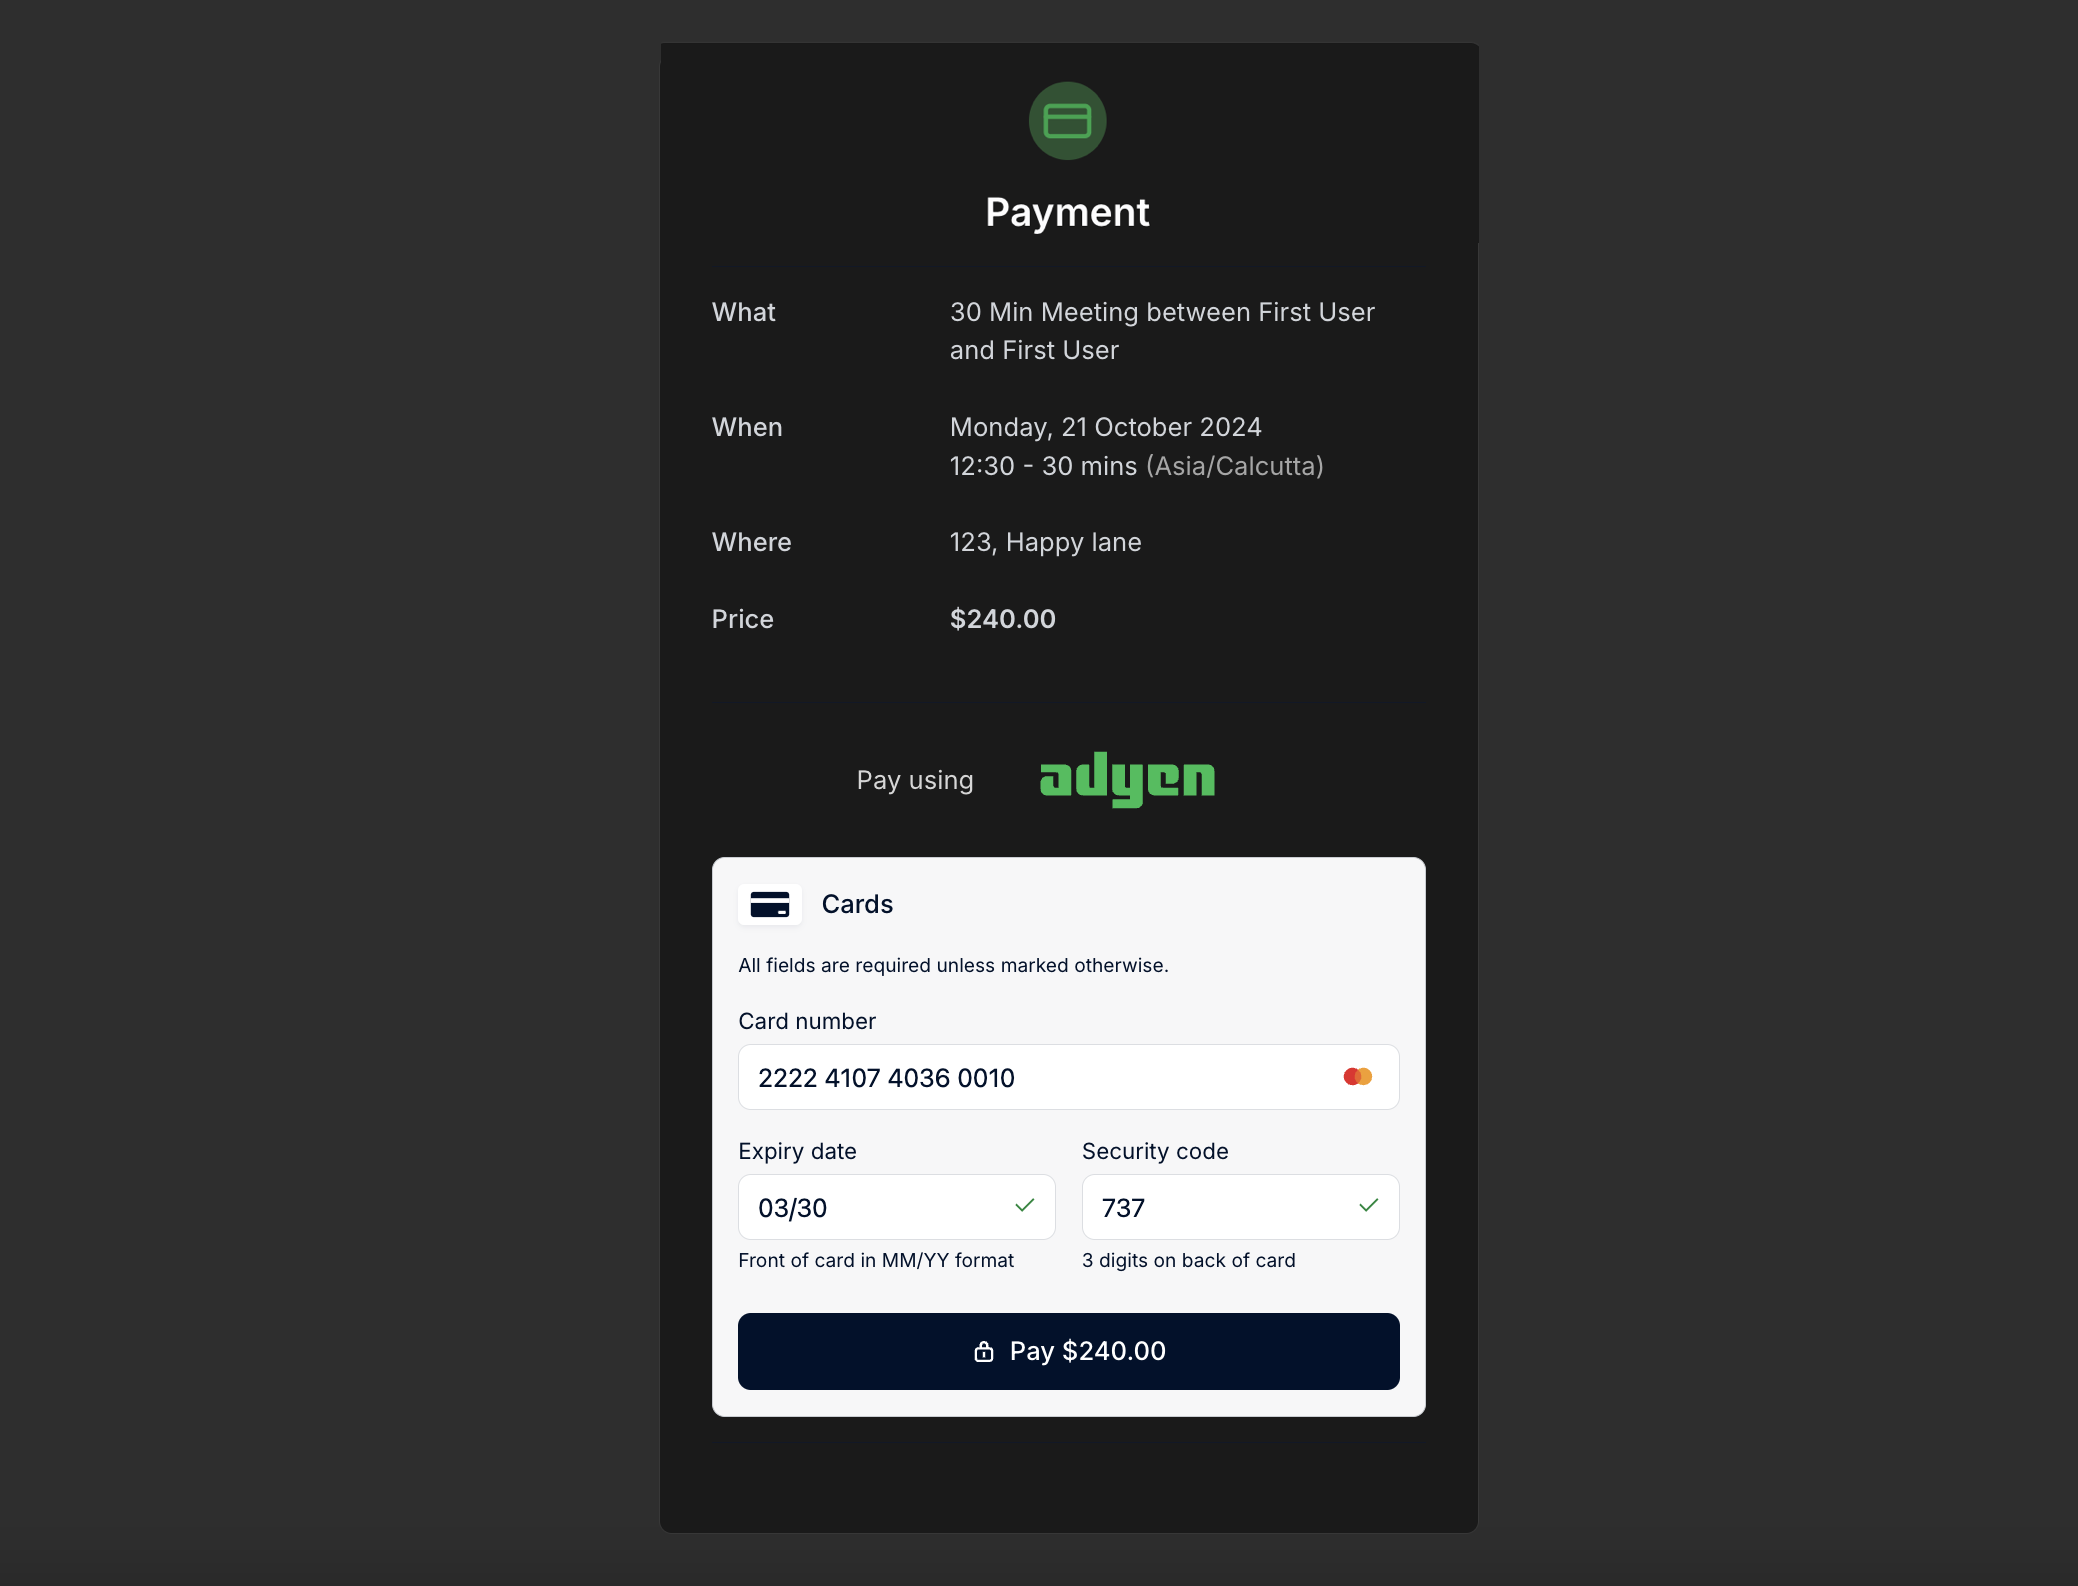 Payment
What
30 Min Meeting between First User
and First User
When
Monday, 21 October 2024
12:30 - 30 mins (Asia/Calcutta)
Where
123, Happy lane
Price
$240.00
Pay using
adyen
Cards
All fields are required unless marked otherwise.
Card number
2222 4107 4036 0010
Expiry date
Security code
03/30
737
Front of card in MM/YY format
3 digits on back of card
Pay $240.00